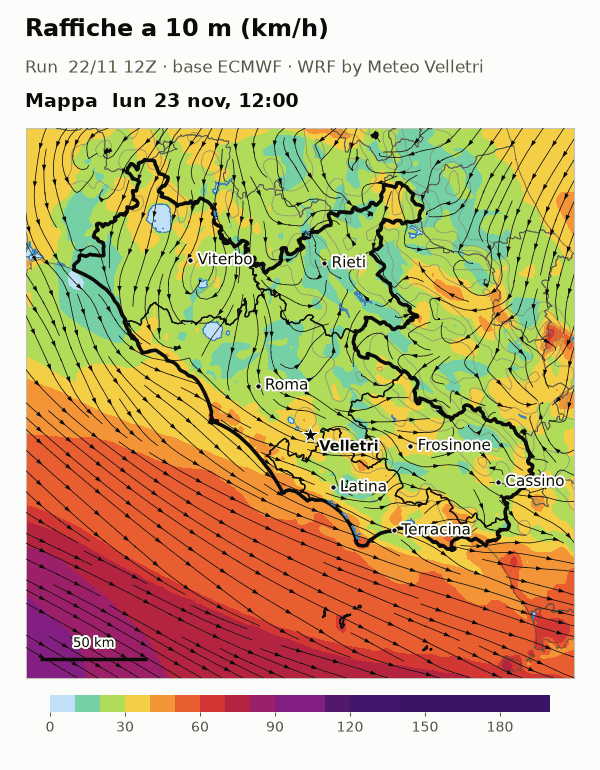 Raffiche a 10 m (km/h)
Run  22/11 12Z · base ECMWF · WRF by Meteo Velletri
Mappa  lun 23 nov, 12:00
Viterbo
Rieti
Roma
Velletri
Frosinone
Cassino
Latina
Terracina
50 km
0 30 60 90 120 150 180